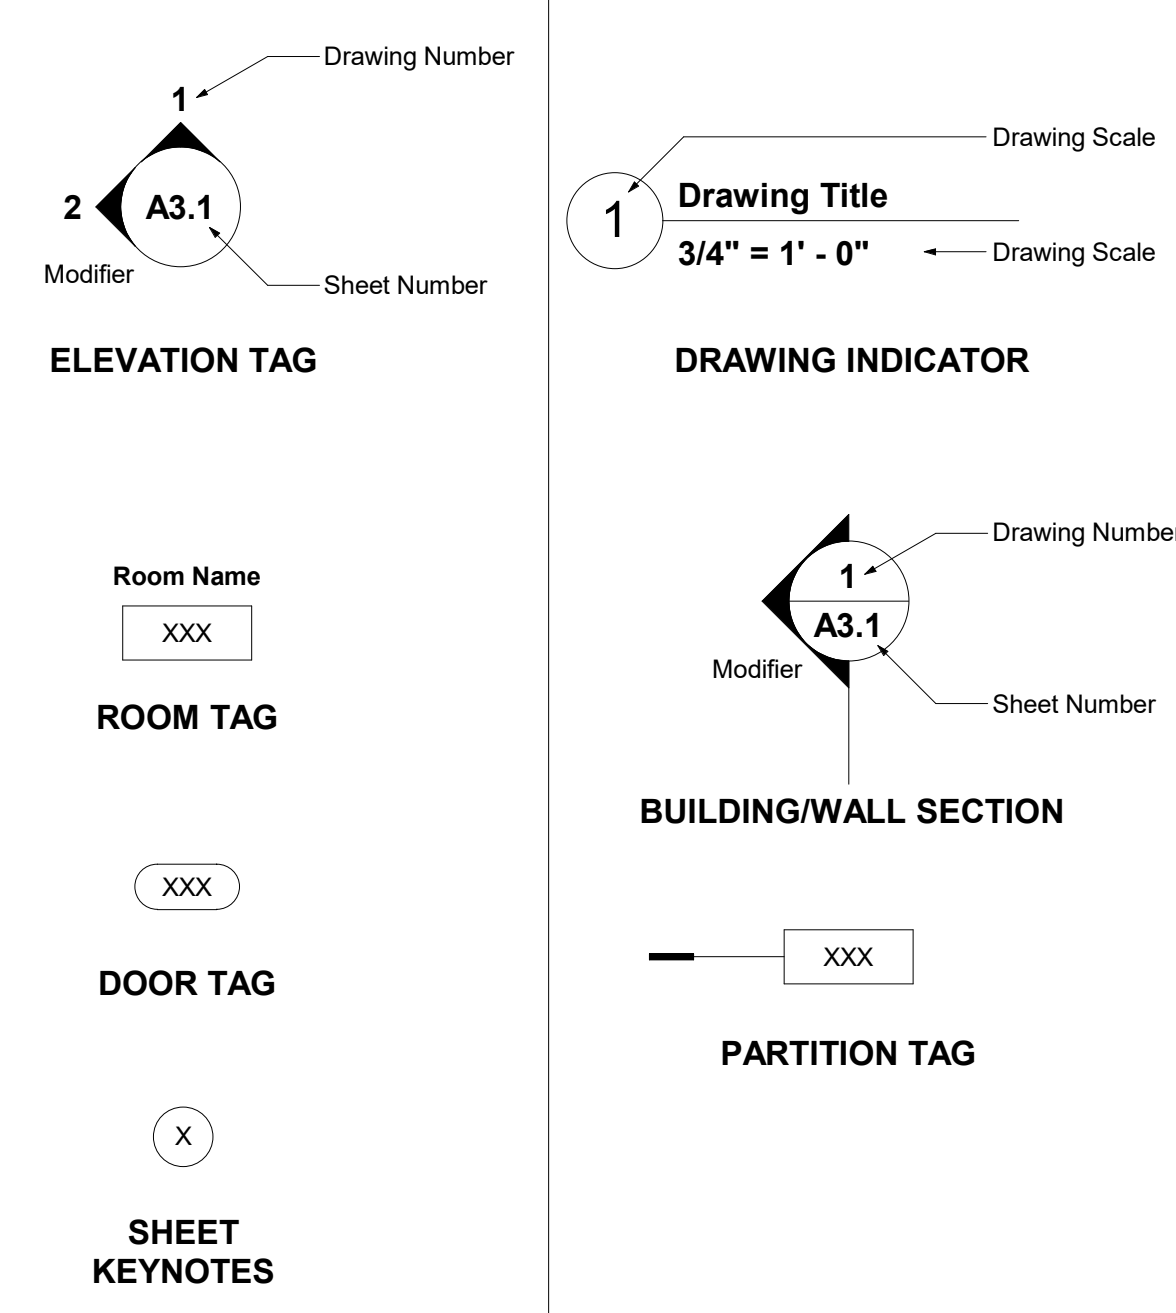 Drawing Number
1
2
A3.1
Modifier
Sheet Number
ELEVATION TAG
Room Name
XXX
ROOM TAG
XXX
DOOR TAG
X
SHEET
KEYNOTES
Drawing Scale
1
Drawing Title
3/4" = 1' - 0"
Drawing Scale
DRAWING INDICATOR
Drawing Number
1
A3.1
Modifier
Sheet Number
BUILDING/WALL SECTION
XXX
PARTITION TAG